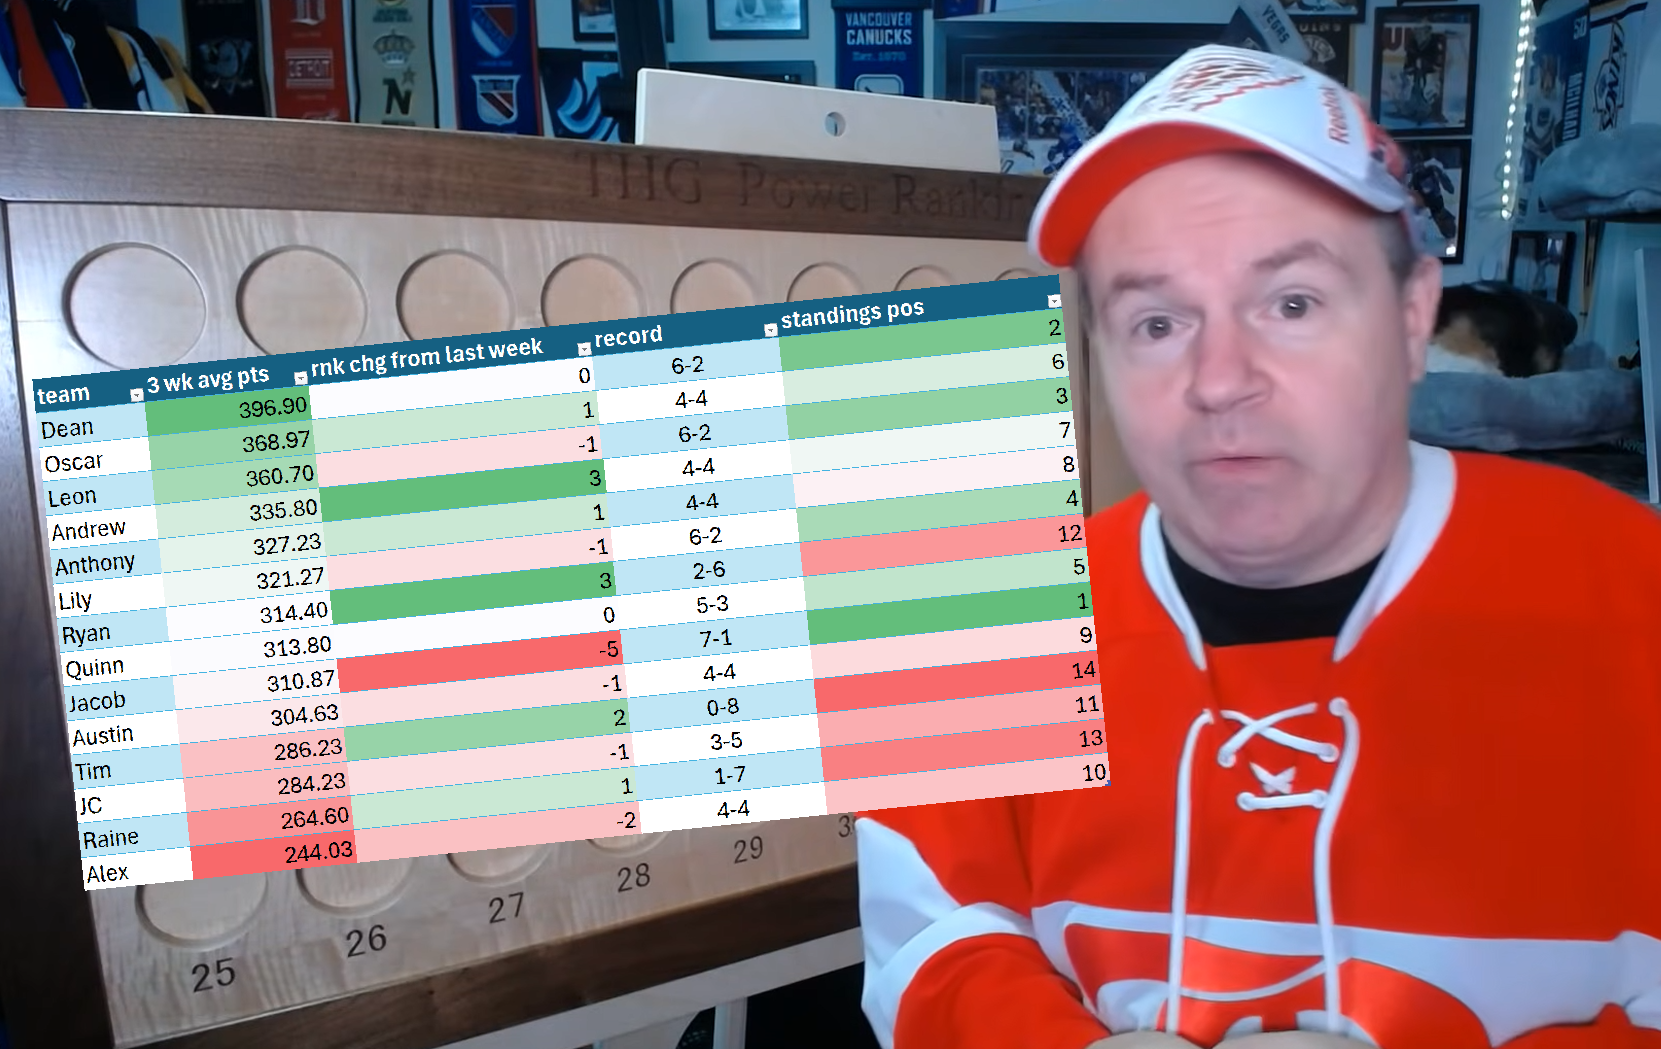 VANCOUVER
CANUCKS
Est. 1970
VEGAS
DETROIT
N
KINGS
Reebok
THG Power Rankin
team 3 wk avg pts rnk chg from last week record standings pos
Dean 396.90 0 6-2 2
Oscar 368.97 1 4-4 6
Leon 360.70 -1 6-2 3
Andrew 335.80 3 4-4 7
Anthony 327.23 1 4-4 8
Lily 321.27 -1 6-2 4
Ryan 314.40 3 2-6 12
Quinn 313.80 0 5-3 5
Jacob 310.87 -5 7-1 1
Austin 304.63 -1 4-4 9
Tim 286.23 2 0-8 14
JC 284.23 -1 3-5 11
Raine 264.60 1 1-7 13
Alex 244.03 -2 4-4 10
25 26 27 28 29